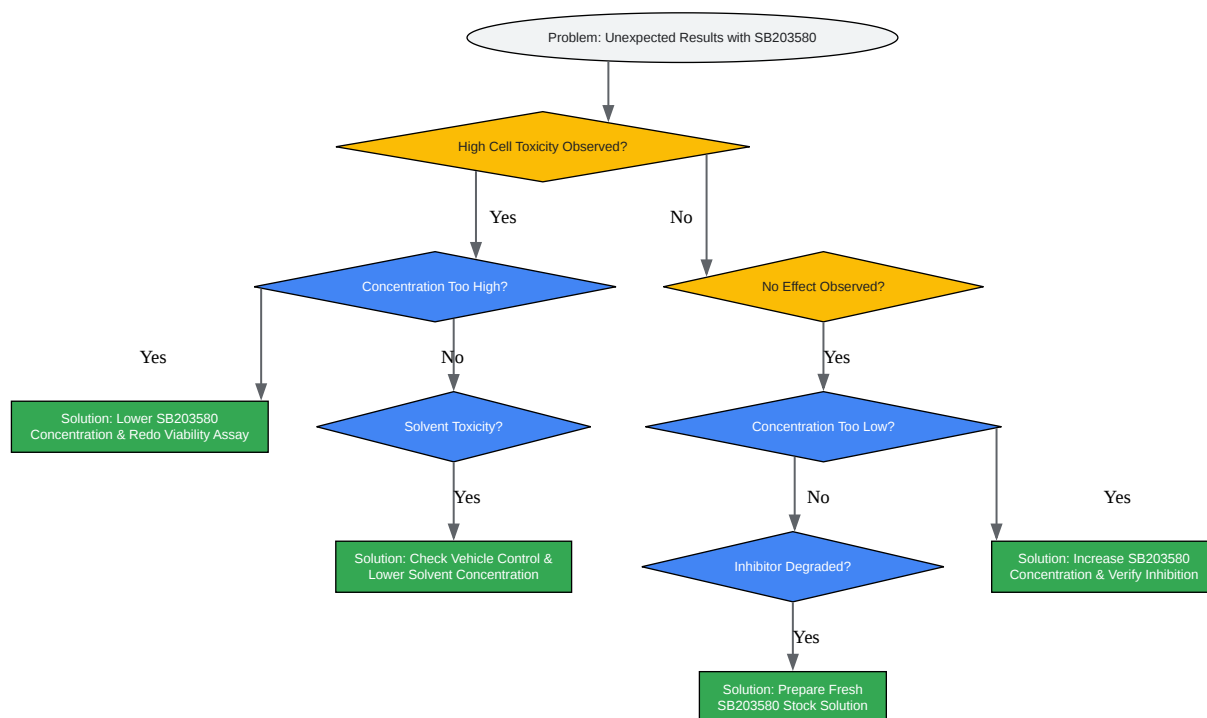 Problem: Unexpected Results with SB203580
High Cell Toxicity Observed?
Yes
No
Concentration Too High?
No Effect Observed?
Yes
No
Yes
Solution: Lower SB203580
Concentration & Redo Viability Assay
Solvent Toxicity?
Concentration Too Low?
Yes
No
Yes
Solution: Check Vehicle Control &
Lower Solvent Concentration
Inhibitor Degraded?
Solution: Increase SB203580
Concentration & Verify Inhibition
Yes
Solution: Prepare Fresh
SB203580 Stock Solution